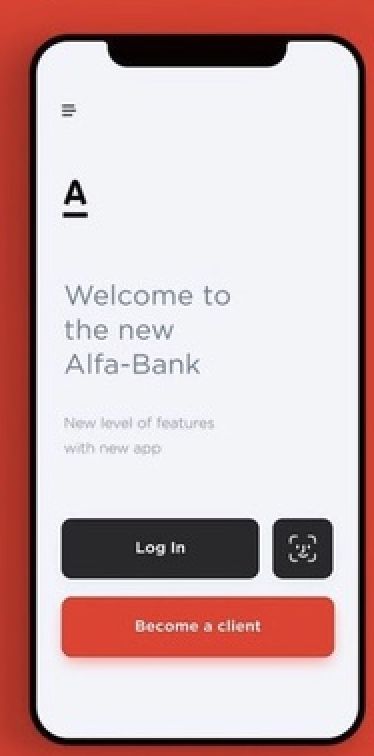 A
Welcome to
the new
Alfa-Bank
New level of features
with new app
Log In
Become a client